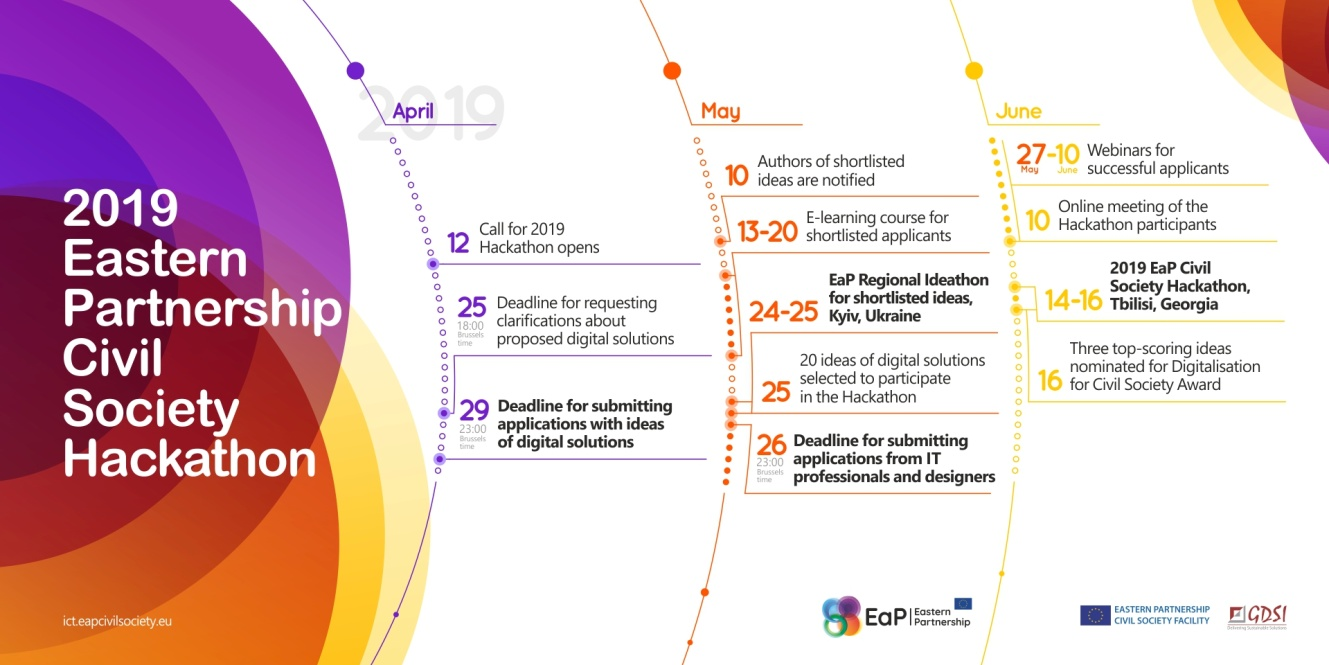 2019
Eastern
Partnership
Civil
Society
Hackathon
ict.eapcivilsociety.eu
2019
April
12
Call for 2019
Hackathon opens
25
18:00
Brussels
time
Deadline for requesting
clarifications about
proposed digital solutions
29
23:00
Brussels
time
Deadline for submitting
applications with ideas
of digital solutions
May
10
Authors of shortlisted
ideas are notified
13-20
E-learning course for
shortlisted applicants
24-25
EaP Regional Ideathon
for shortlisted ideas,
Kyiv, Ukraine
25
20 ideas of digital solutions
selected to participate
in the Hackathon
26
23:00
Brussels
time
Deadline for submitting
applications from IT
professionals and designers
June
27-10
May June
Webinars for
successful applicants
10
Online meeting of the
Hackathon participants
14-16
2019 EaP Civil
Society Hackathon,
Tbilisi, Georgia
16
Three top-scoring ideas
nominated for Digitalisation
for Civil Society Award
EaP
Eastern
Partnership
EASTERN PARTNERSHIP
CIVIL SOCIETY FACILITY
GDSI
Delivering Sustainable Solutions